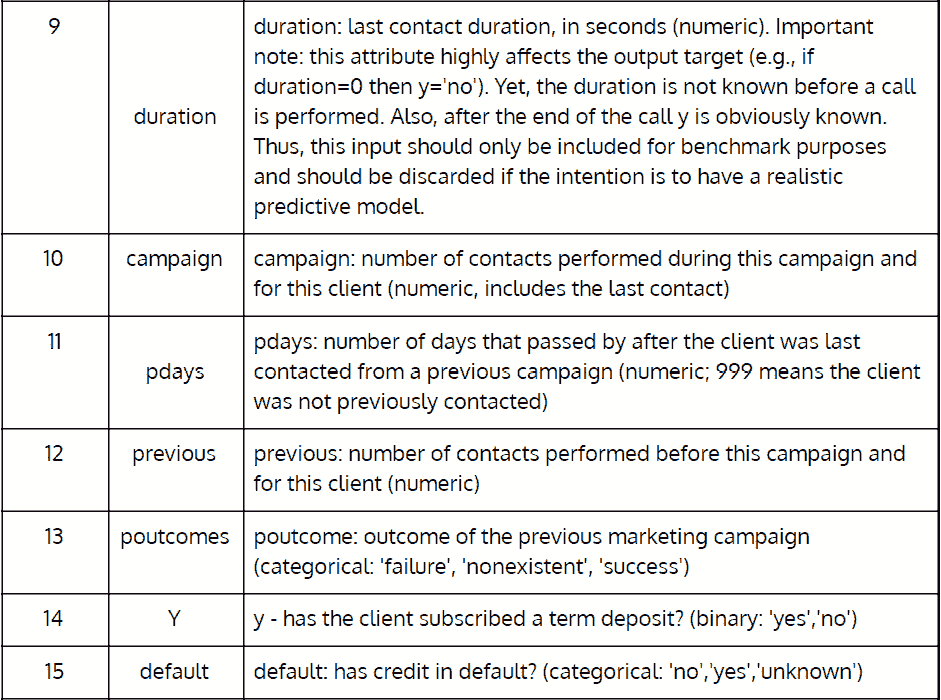 9
duration
duration: last contact duration, in seconds (numeric). Important
note: this attribute highly affects the output target (e.g., if
duration=0 then y='no'). Yet, the duration is not known before a call
is performed. Also, after the end of the call y is obviously known.
Thus, this input should only be included for benchmark purposes
and should be discarded if the intention is to have a realistic
predictive model.
10
campaign
campaign: number of contacts performed during this campaign and
for this client (numeric, includes the last contact)
11
pdays
pdays: number of days that passed by after the client was last
contacted from a previous campaign (numeric; 999 means the client
was not previously contacted)
12
previous
previous: number of contacts performed before this campaign and
for this client (numeric)
13
poutcomes
poutcome: outcome of the previous marketing campaign
(categorical: 'failure', 'nonexistent', 'success')
14
Y
y - has the client subscribed a term deposit? (binary: 'yes','no')
15
default
default: has credit in default? (categorical: 'no','yes','unknown')